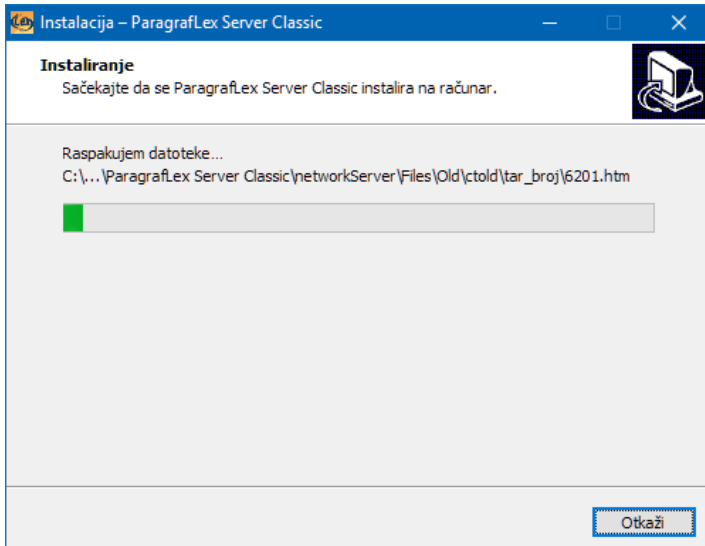 Instalacija – ParagrafLex Server Classic
Instaliranje
Sačekajte da se ParagrafLex Server Classic instalira na računar.
Raspakujem datoteke...
C:\...\ParagrafLex Server Classic\networkServer\Files\Old\ctold\tar_broj\6201.htm
Otkaži